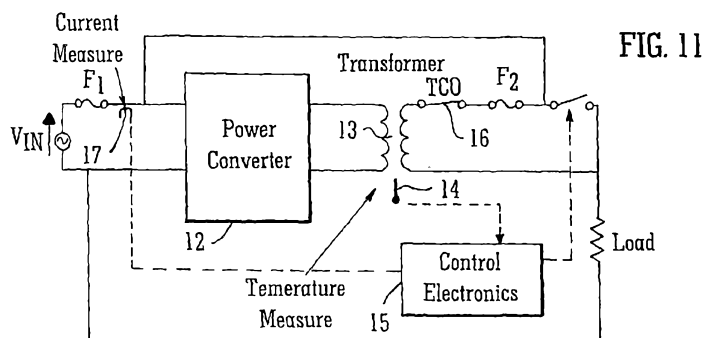 FIG. 11
Current
Measure
F1
Transformer
TCO
F2
VIN
17
Power
Converter
13
16
14
12
Load
Temerature
Measure
15
Control
Electronics